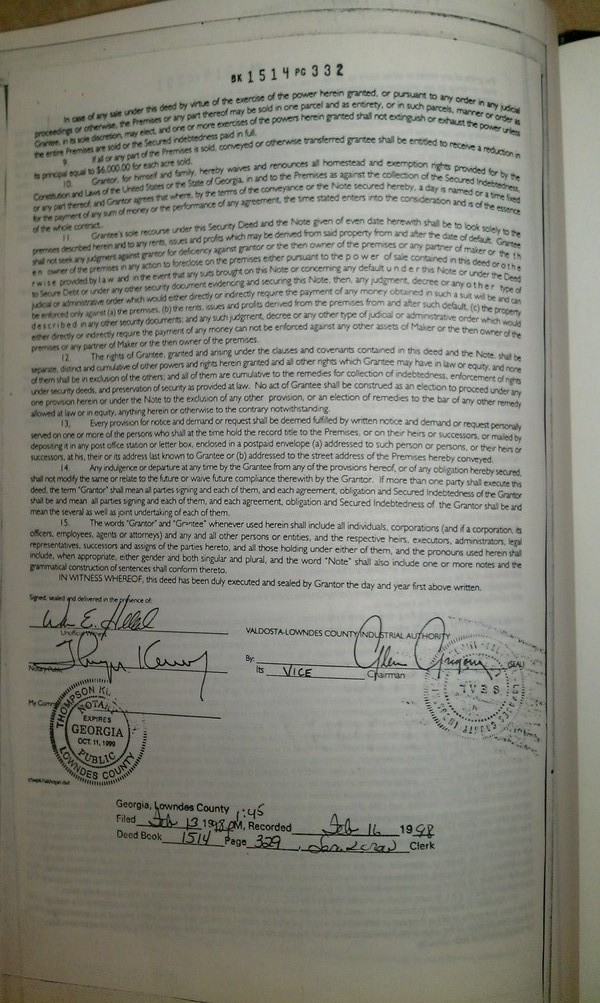 BK 1514 PG 332
In case of any sale under this deed by virtue of the exercise of the power herein granted, or pursuant to any order in any judicial
proceedings or otherwise, the Premises or any part thereof may be sold in one parcel and as entirety, or in such parcels, manner or order as
Grantee, in its sole discretion, may elect, and one or more exercises of the powers herein granted shall not extinguish or exhaust the power unless
the entire Premises are sold or the Secured indebtedness paid in full.
9. If all or any part of the Premises is sold, conveyed or otherwise transferred grantee shall be entitled to receive a reduction in
its principal equal to $6,000.00 for each acre sold.
10. Grantor, for himself and family, hereby waives and renounces all homestead and exemption rights provided for by the
Constitution and Laws of the United States or the State of Georgia, in and to the Premises as against the collection of the Secured Indebtedness,
or any part thereof; and Grantor agrees that where, by the terms of the conveyance or the Note secured hereby, a day is named or a time fixed
for the payment of any sum of money or the performance of any agreement, the time stated enters into the consideration and is of the essence
of the whole contract.
11. Grantee's sole recourse under this Security Deed and the Note given of even date herewith shall be to look solely to the
premises described herein and to any rents, issues and profits which may be derived from said property from and after the date of default. Grantee
shall not seek any judgment against grantor for deficiency against grantor or the then owner of the premises or any partner of maker or the th
en owner of the premises in any action to foreclose on the premises either pursuant to the power of sale contained in this deed or othe
rwise provided by law and in the event that any suits brought on this Note or concerning any default under this Note or under the Deed
to Secure Debt or under any other security document evidencing and securing this Note, then, any judgment, decree or any other type of
judicial or administrative order which would either directly or indirectly require the payment of any money obtained in such a suit will be and can
be enforced only against (a) the premises, (b) the rents, issues and profits derived from the premises from and after such default, (c) the property
described in any other security documents; and any such judgment, decree or any other type of judicial or administrative order which would
either directly or indirectly require the payment of any money can not be enforced against any other assets of Maker or the then owner of the
premises or any partner of Maker or the then owner of the premises.
12. The rights of Grantee, granted and arising under the clauses and covenants contained in this deed and the Note, shall be
separate, distinct and cumulative of other powers and rights herein granted and all other rights which Grantee may have in law or equity, and none
of them shall be in exclusion of the others; and all of them are cumulative to the remedies for collection of indebtedness, enforcement of rights
under security deeds, and preservation of security as provided at law. No act of Grantee shall be construed as an election to proceed under any
one provision herein or under the Note to the exclusion of any other provision, or an election of remedies to the bar of any other remedy
allowed at law or in equity, anything herein or otherwise to the contrary notwithstanding.
13. Every provision for notice and demand or request shall be deemed fulfilled by written notice and demand or request personally
served on one or more of the persons who shall at the time hold the record title to the Premises, or on their heirs or successors, or mailed by
depositing it in any post office station or letter box, enclosed in a postpaid envelope (a) addressed to such person or persons, or their heirs or
successors, at his, their or its address last known to Grantee or (b) addressed to the street address of the Premises hereby conveyed.
14. Any indulgence or departure at any time by the Grantee from any of the provisions hereof, or of any obligation hereby secured,
shall not modify the same or relate to the future or waive future compliance therewith by the Grantor. If more than one party shall execute this
deed, the term "Grantor" shall mean all parties signing and each of them, and each agreement, obligation and Secured Indebtedness of the Grantor
shall be and mean all parties signing and each of them, and each agreement, obligation and Secured Indebtedness of the Grantor shall be and
mean the several as well as joint undertaking of each of them.
15. The words "Grantor" and "Grantee" whenever used herein shall include all individuals, corporations (and if a corporation, its
officers, employees, agents or attorneys) and any and all other persons or entities, and the respective heirs, executors, administrators, legal
representatives, successors and assigns of the parties hereto, and all those holding under either of them, and the pronouns used herein shall
include, when appropriate, either gender and both singular and plural, and the word "Note" shall also include one or more notes and the
grammatical construction of sentences shall conform thereto.
IN WITNESS WHEREOF, this deed has been duly executed and sealed by Grantor the day and year first above written.
Signed, sealed and delivered in the presence of:
Unofficial Witness
VALDOSTA-LOWNDES COUNTY INDUSTRIAL AUTHORITY
Notary Public
By: Glen Gregory (SEAL)
Its VICE Chairman
My Comm
THOMPSON
NOTARY
EXPIRES
GEORGIA
OCT. 11, 1999
PUBLIC
LOWNDES COUNTY
Georgia, Lowndes County 1:45
Filed Feb 13 1998 PM, Recorded Feb 16 1998
Deed Book 1514 Page 329, Clerk